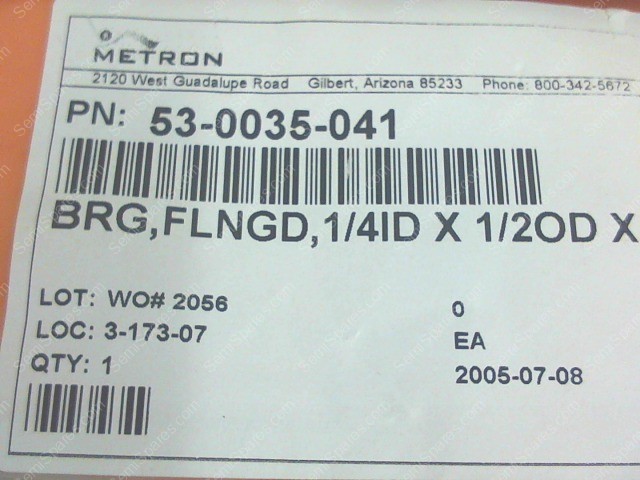 METRON
2120 West Guadalupe Road Gilbert, Arizona 85233 Phone: 800-342-5672
PN: 53-0035-041
BRG,FLNGD,1/4ID X 1/2OD X
LOT: WO# 2056 0
LOC: 3-173-07 EA
QTY: 1 2005-07-08